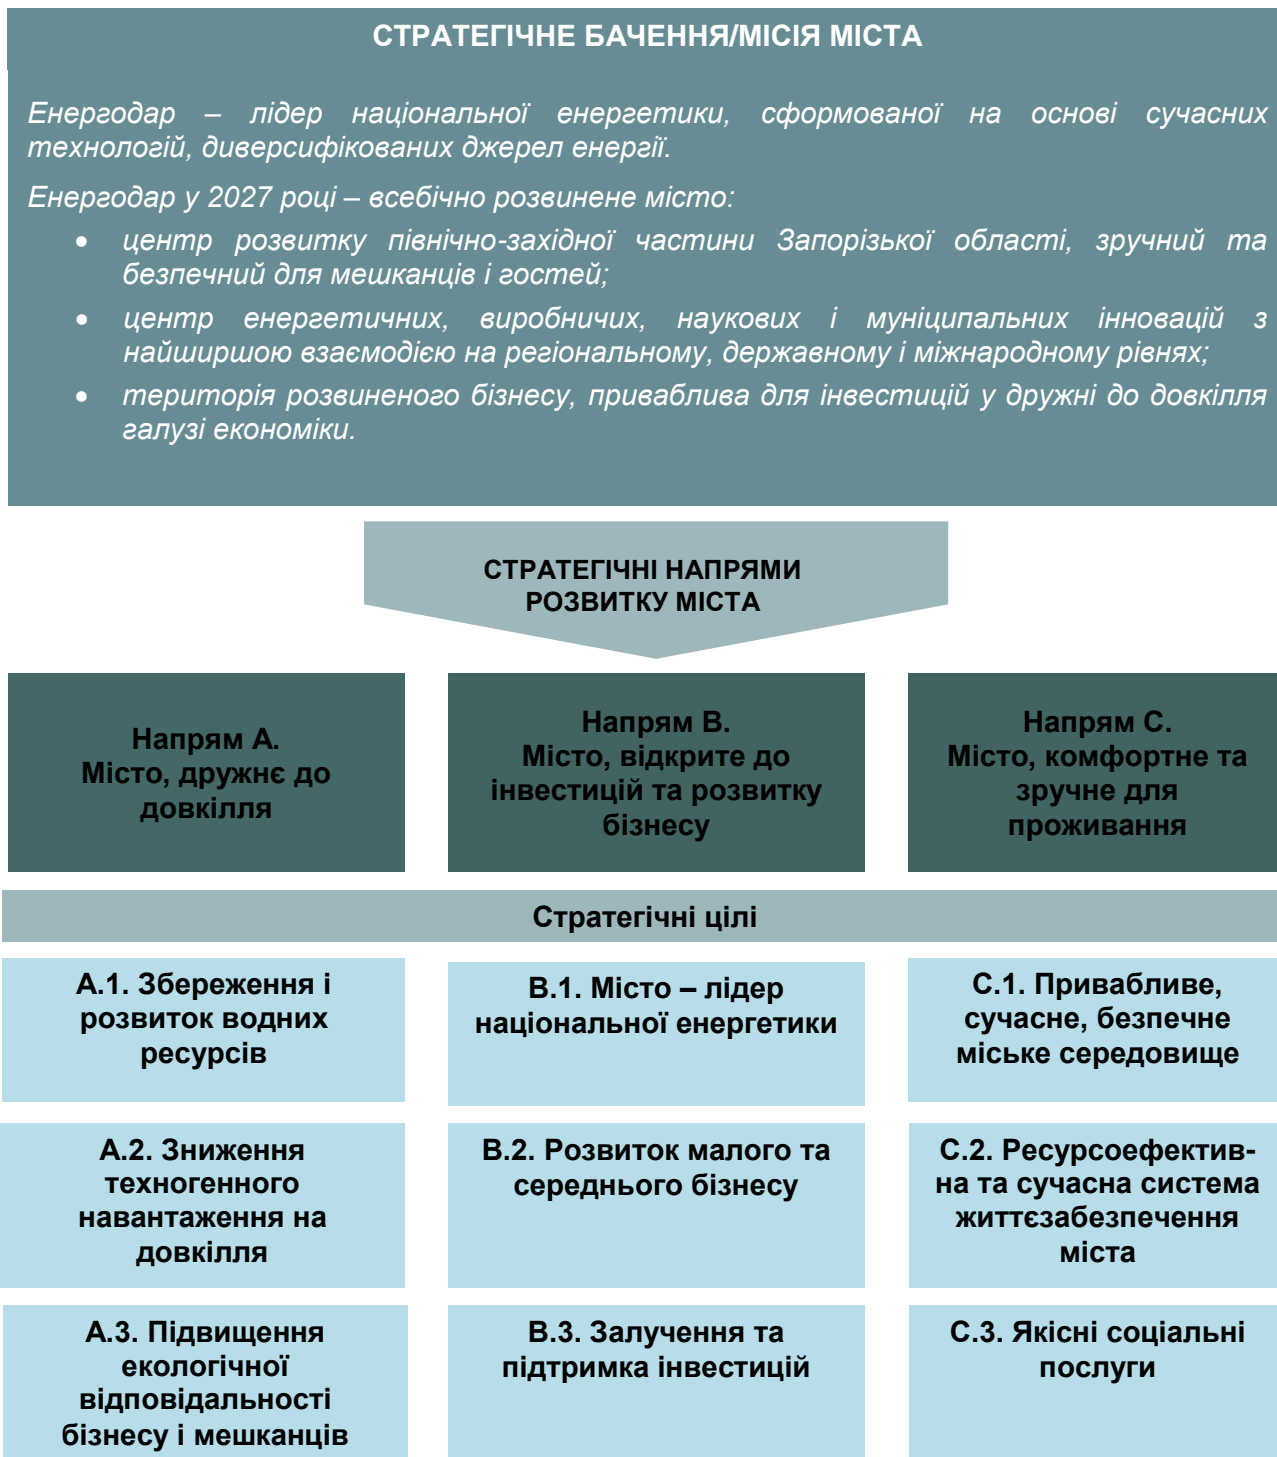 СТРАТЕГІЧНЕ БАЧЕННЯ/МІСІЯ МІСТА
Енергодар – лідер національної енергетики, сформованої на основі сучасних
технологій, диверсифікованих джерел енергії.
Енергодар у 2027 році – всебічно розвинене місто:
• центр розвитку північно-західної частини Запорізької області, зручний та
безпечний для мешканців і гостей;
• центр енергетичних, виробничих, наукових і муніципальних інновацій з
найширшою взаємодією на регіональному, державному і міжнародному рівнях;
• територія розвиненого бізнесу, приваблива для інвестицій у дружні до довкілля
галузі економіки.
СТРАТЕГІЧНІ НАПРЯМИ
РОЗВИТКУ МІСТА
Напрям А.
Місто, дружнє до
довкілля
Напрям В.
Місто, відкрите до
інвестицій та розвитку
бізнесу
Напрям С.
Місто, комфортне та
зручне для
проживання
Стратегічні цілі
А.1. Збереження і
розвиток водних
ресурсів
В.1. Місто – лідер
національної енергетики
С.1. Привабливе,
сучасне, безпечне
міське середовище
А.2. Зниження
техногенного
навантаження на
довкілля
В.2. Розвиток малого та
середнього бізнесу
С.2. Ресурсоефектив-
на та сучасна система
життєзабезпечення
міста
А.3. Підвищення
екологічної
відповідальності
бізнесу і мешканців
В.3. Залучення та
підтримка інвестицій
С.3. Якісні соціальні
послуги